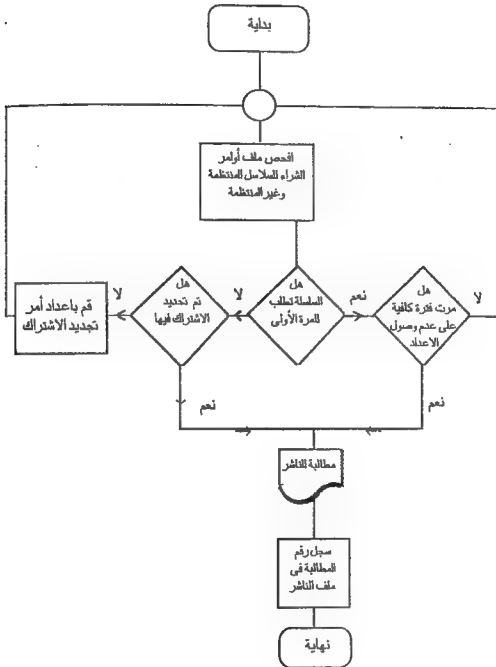 بداية
افحص ملف أوامر
الشراء للسلاسل المنتظمة
وغير المنتظمة
هل
مرت فترة كافية
على عدم وصول
الاعداد
لا
نعم
هل
السلسلة تطلب
للمرة الأولى
نعم
لا
هل
تم تجديد
الاشتراك فيها
لا
نعم
قم باعداد أمر
تجديد الاشتراك
مطالبة للناشر
سجل رقم
المطالبة فى
ملف الناشر
نهاية